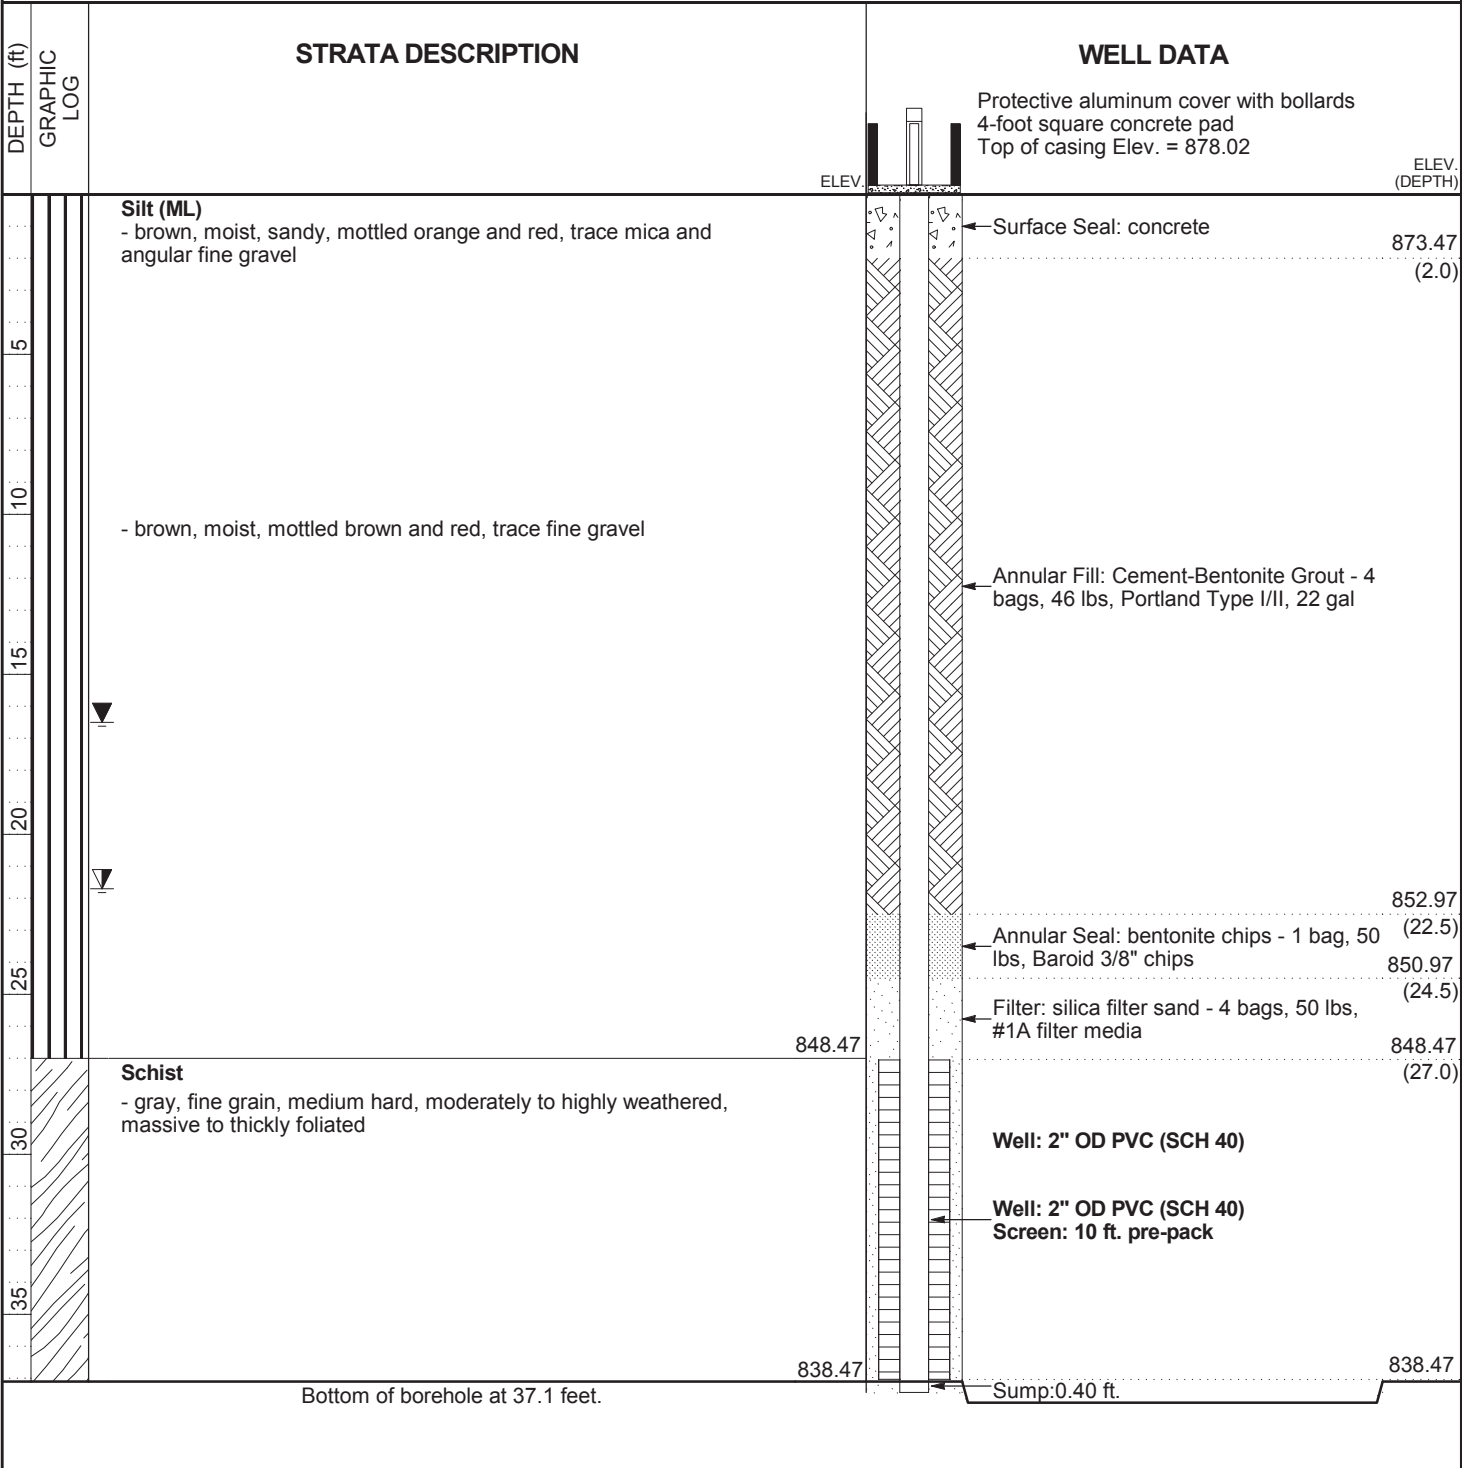 DEPTH (ft)
GRAPHIC
LOG
STRATA DESCRIPTION
ELEV.
WELL DATA
Protective aluminum cover with bollards
4-foot square concrete pad
Top of casing Elev. = 878.02
ELEV.
(DEPTH)
Silt (ML)
- brown, moist, sandy, mottled orange and red, trace mica and
angular fine gravel
Surface Seal: concrete
873.47
(2.0)
5
10
- brown, moist, mottled brown and red, trace fine gravel
Annular Fill: Cement-Bentonite Grout - 4
bags, 46 lbs, Portland Type I/II, 22 gal
15
20
852.97
(22.5)
Annular Seal: bentonite chips - 1 bag, 50
lbs, Baroid 3/8" chips
850.97
(24.5)
25
Filter: silica filter sand - 4 bags, 50 lbs,
#1A filter media
848.47
848.47
(27.0)
Schist
- gray, fine grain, medium hard, moderately to highly weathered,
massive to thickly foliated
30
Well: 2" OD PVC (SCH 40)
Well: 2" OD PVC (SCH 40)
Screen: 10 ft. pre-pack
35
838.47
838.47
Bottom of borehole at 37.1 feet.
Sump:0.40 ft.